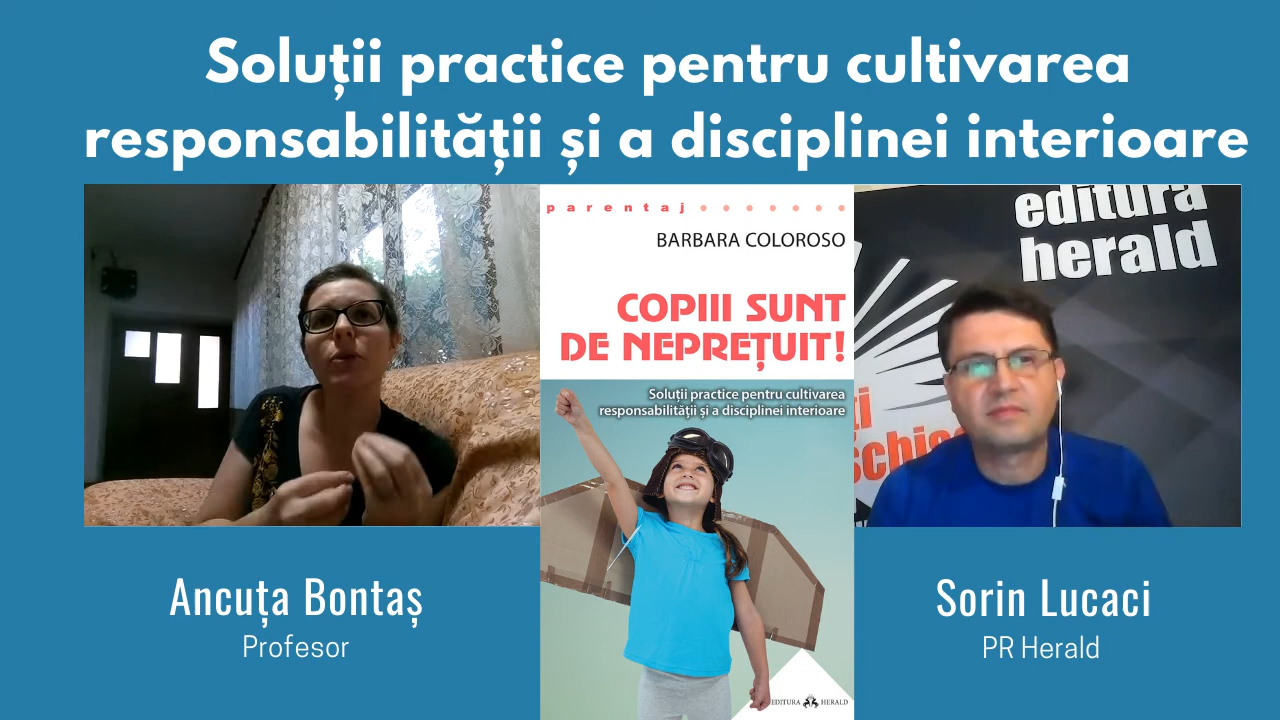 Soluții practice pentru cultivarea
responsabilității și a disciplinei interioare
parentaj
BARBARA COLOROSO
COPIII SUNT
DE NEPREȚUIT!
Soluții practice pentru cultivarea
responsabilității și a disciplinei interioare
EDITURA HERALD
editura
herald
Ancuța Bontaș
Profesor
Sorin Lucaci
PR Herald